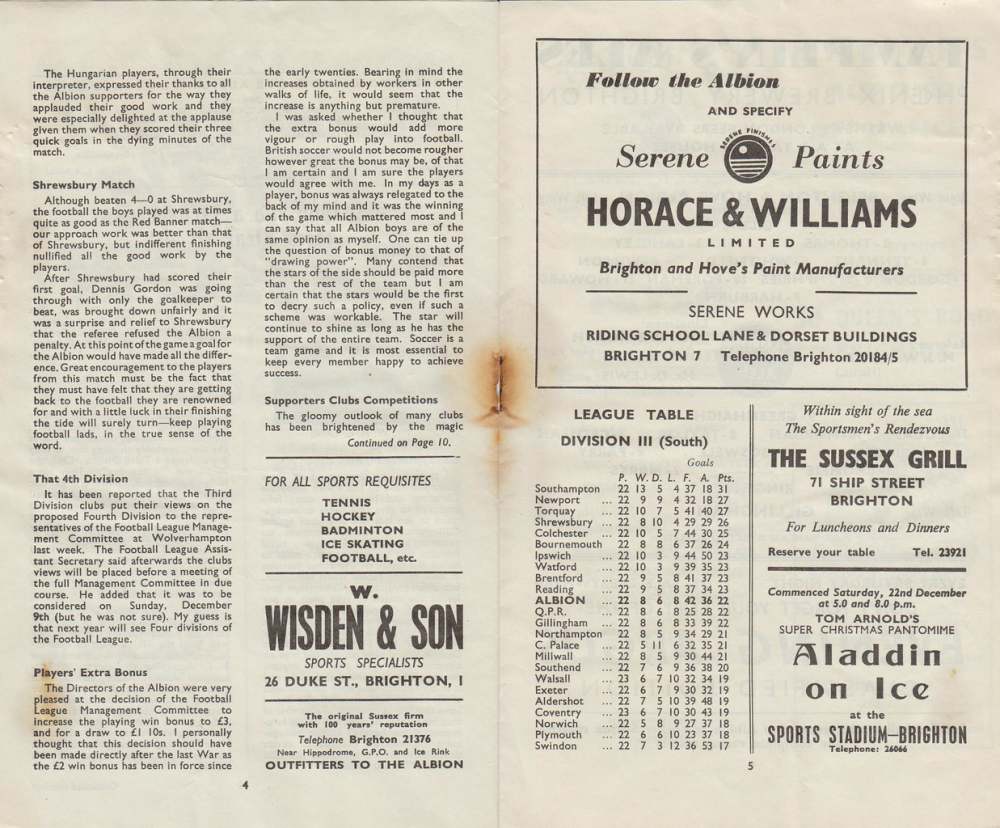 The Hungarian players, through their
interpreter, expressed their thanks to all
the Albion supporters for the way they
applauded their good work and they
were especially delighted at the applause
given them when they scored their three
quick goals in the dying minutes of the
match.
Shrewsbury Match
Although beaten 4—0 at Shrewsbury,
the football the boys played was at times
quite as good as the Red Banner match—
our approach work was better than that
of Shrewsbury, but indifferent finishing
nullified all the good work by the
players.
After Shrewsbury had scored their
first goal, Dennis Gordon was going
through with only the goalkeeper to
beat, was brought down unfairly and it
was a surprise and relief to Shrewsbury
that the referee refused the Albion a
penalty. At this point of the game a goal for
the Albion would have made all the differ-
ence. Great encouragement to the players
from this match must be the fact that
they must have felt that they are getting
back to the football they are renowned
for and with a little luck in their finishing
the tide will surely turn—keep playing
football lads, in the true sense of the
word.
That 4th Division
It has been reported that the Third
Division clubs put their views on the
proposed Fourth Division to the repre-
sentatives of the Football League Manage-
ment Committee at Wolverhampton
last week. The Football League Assis-
tant Secretary said afterwards the clubs
views will be placed before a meeting of
the full Management Committee in due
course. He added that it was to be
considered on Sunday, December
9th (but he was not sure). My guess is
that next year will see Four divisions of
the Football League.
Players' Extra Bonus
The Directors of the Albion were very
pleased at the decision of the Football
League Management Committee to
increase the playing win bonus to £3,
and for a draw to £1 10s. I personally
thought that this decision should have
been made directly after the last War as
the £2 win bonus has been in force since
the early twenties. Bearing in mind the
increases obtained by workers in other
walks of life, it would seem that the
increase is anything but premature.
I was asked whether I thought that
the extra bonus would add more
vigour or rough play into football.
British soccer would not become rougher
however great the bonus may be, of that
I am certain and I am sure the players
would agree with me. In my days as a
player, bonus was always relegated to the
back of my mind and it was the winning
of the game which mattered most and I
can say that all Albion boys are of the
same opinion as myself. One can tie up
the question of bonus money to that of
"drawing power". Many contend that
the stars of the side should be paid more
than the rest of the team but I am
certain that the stars would be the first
to decry such a policy, even if such a
scheme was workable. The star will
continue to shine as long as he has the
support of the entire team. Soccer is a
team game and it is most essential to
keep every member happy to achieve
success.
Supporters Clubs Competitions
The gloomy outlook of many clubs
has been brightened by the magic
Continued on Page 10.
FOR ALL SPORTS REQUISITES
TENNIS
HOCKEY
BADMINTON
ICE SKATING
FOOTBALL, etc.
W.
WISDEN & SON
SPORTS SPECIALISTS
26 DUKE ST., BRIGHTON, 1
The original Sussex firm
with 100 years' reputation
Telephone Brighton 21376
Near Hippodrome, G.P.O. and Ice Rink
OUTFITTERS TO THE ALBION
4
Follow the Albion
AND SPECIFY
Serene SERENE FINISHES Paints
HORACE & WILLIAMS
LIMITED
Brighton and Hove's Paint Manufacturers
SERENE WORKS
RIDING SCHOOL LANE & DORSET BUILDINGS
BRIGHTON 7 Telephone Brighton 20184/5
LEAGUE TABLE
DIVISION III (South)
Goals
P. W. D. L. F. A. Pts.
Southampton 22 13 5 4 37 18 31
Newport ... 22 9 9 4 32 18 27
Torquay ... 22 10 7 5 41 40 27
Shrewsbury ... 22 8 10 4 29 29 26
Colchester ... 22 10 5 7 44 30 25
Bournemouth 22 8 8 6 37 26 24
Ipswich ... 22 10 3 9 44 50 23
Watford ... 22 10 3 9 39 35 23
Brentford ... 22 9 5 8 41 37 23
Reading ... 22 9 5 8 37 34 23
ALBION ... 22 8 6 8 42 36 22
Q.P.R. ... 22 8 6 8 25 28 22
Gillingham ... 22 8 6 8 33 39 22
Northampton 22 8 5 9 34 29 21
C. Palace ... 22 5 11 6 32 35 21
Millwall ... 22 8 5 9 30 44 21
Southend ... 22 7 6 9 36 38 20
Walsall ... 23 6 7 10 32 34 19
Exeter ... 22 6 7 9 30 32 19
Aldershot ... 22 7 5 10 39 48 19
Coventry ... 23 6 7 10 30 43 19
Norwich ... 22 5 8 9 27 37 18
Plymouth ... 22 6 6 10 23 37 18
Swindon ... 22 7 3 12 36 53 17
Within sight of the sea
The Sportsmen's Rendezvous
THE SUSSEX GRILL
71 SHIP STREET
BRIGHTON
For Luncheons and Dinners
Reserve your table Tel. 23921
Commenced Saturday, 22nd December
at 5.0 and 8.0 p.m.
TOM ARNOLD'S
SUPER CHRISTMAS PANTOMIME
Aladdin
on Ice
at the
SPORTS STADIUM—BRIGHTON
Telephone: 26066
5